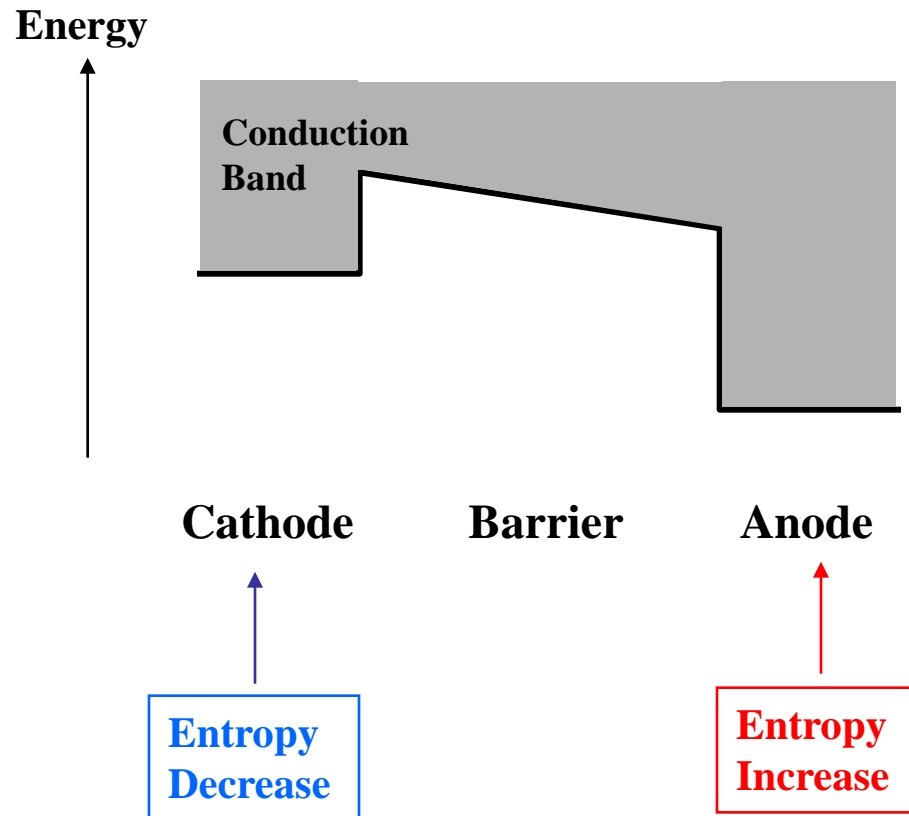 Energy
Conduction
Band
Cathode Barrier Anode
Entropy
Decrease
Entropy
Increase